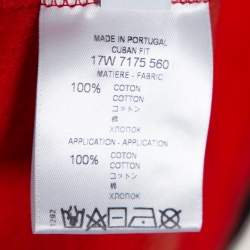 MADE IN PORTUGAL
CUBAN FIT
17W 7175 560
MATIERE - FABRIC
100% COTON
COTTON
コットン
棉
ХЛОПОК
APPLICATION - APPLICATION
100% COTON
COTTON
コットン
棉
ХЛОПОК
1292